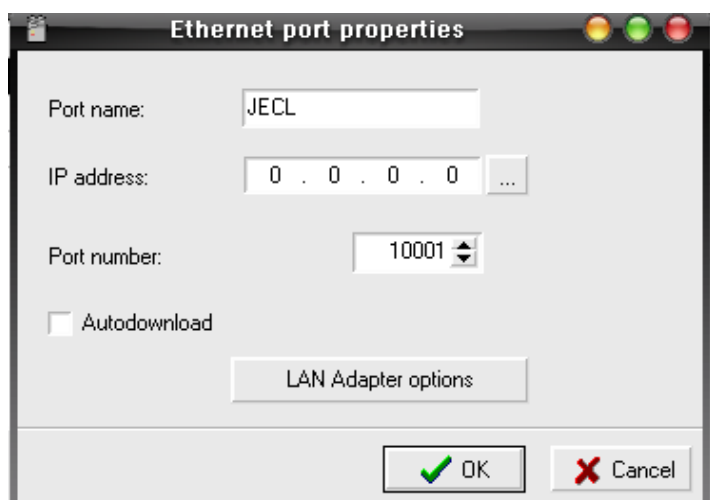 Ethernet port properties
Port name: JECL
IP address: 0 . 0 . 0 . 0 ...
Port number: 10001
Autodownload
LAN Adapter options
OK Cancel